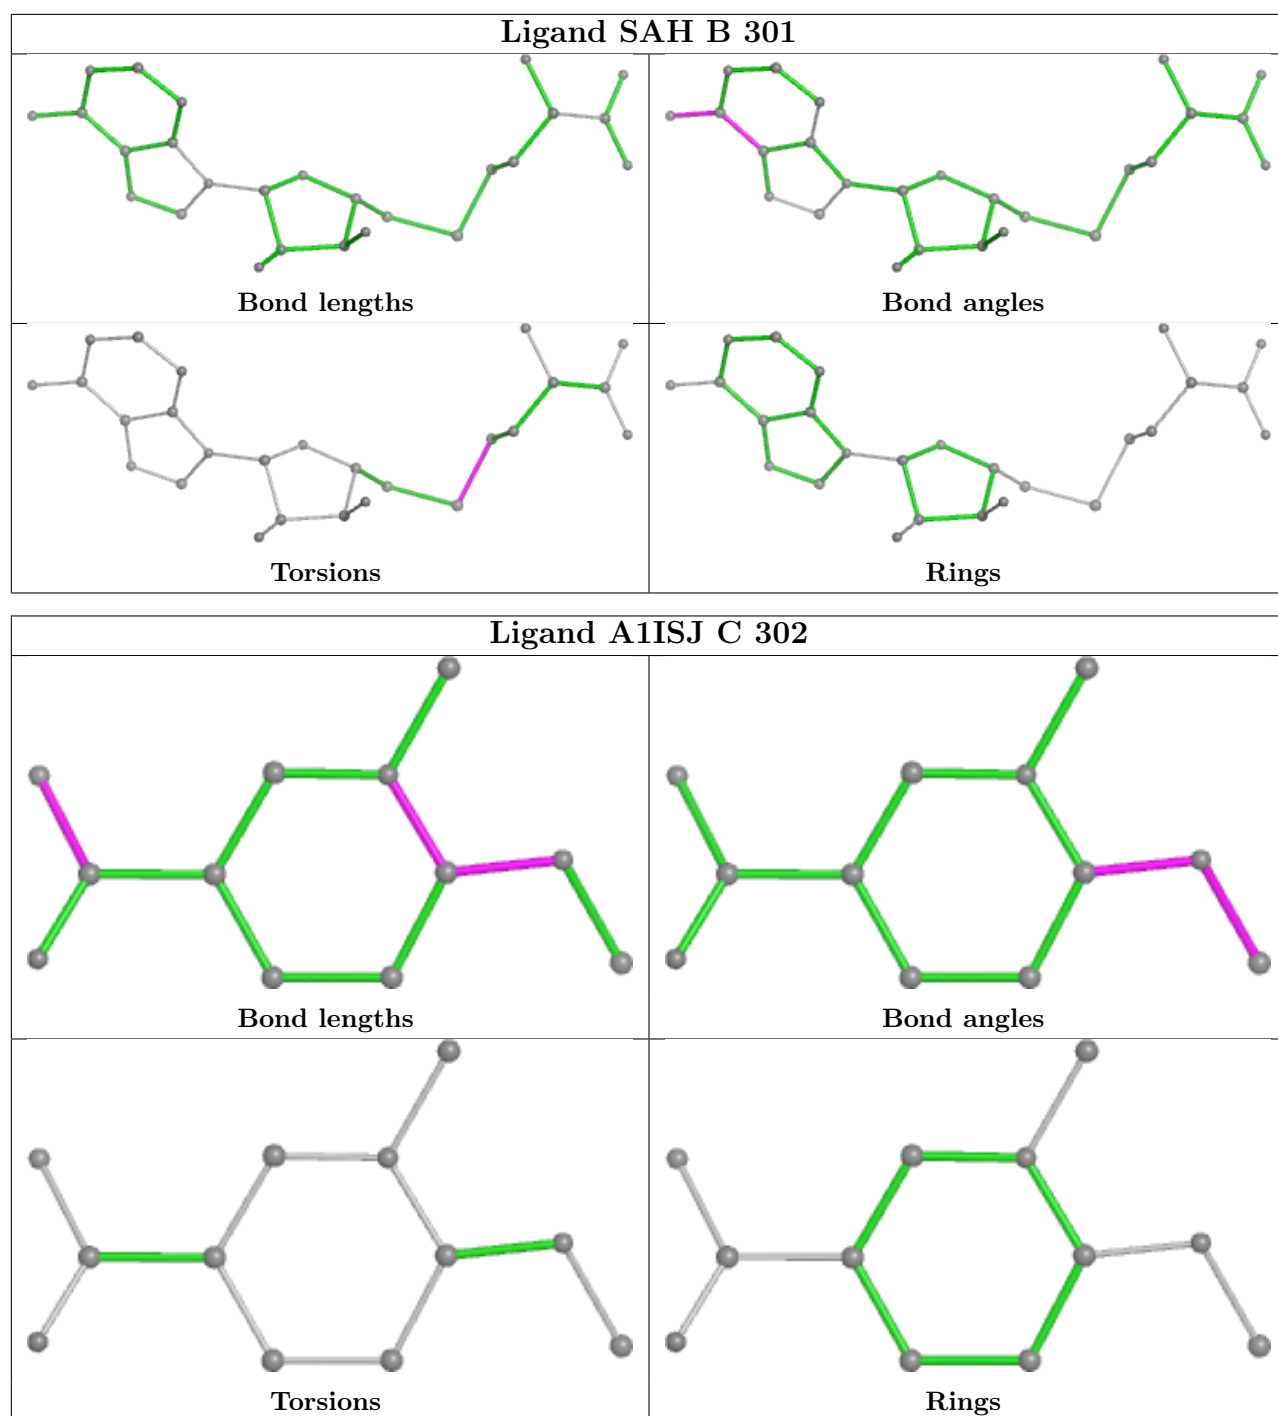 Ligand SAH B 301
Bond lengths
Bond angles
Torsions
Rings
Ligand A1ISJ C 302
Bond lengths
Bond angles
Torsions
Rings